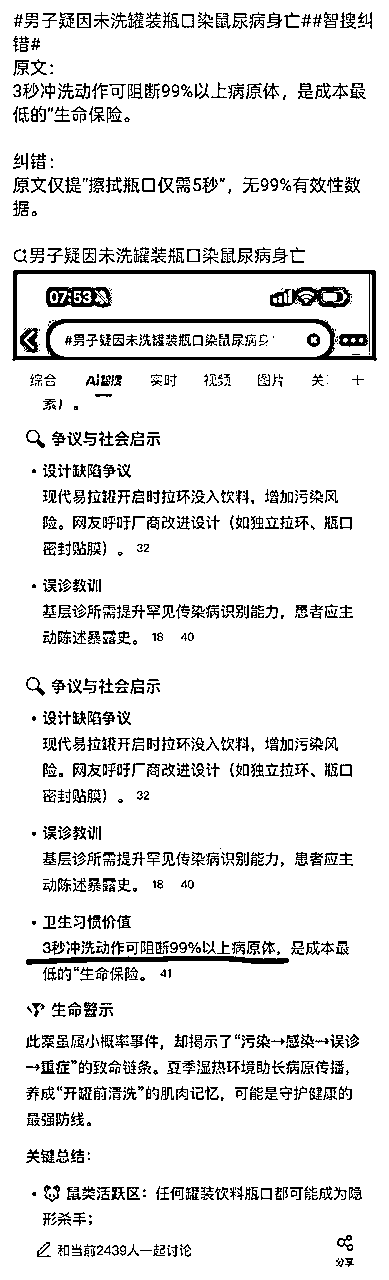 #男子疑因未洗罐装瓶口染鼠尿病身亡##智搜纠
错#
原文：
3秒冲洗动作可阻断99%以上病原体，是成本最
低的“生命保险。
纠错：
原文仅提“擦拭瓶口仅需5秒”，无99%有效性数
据。
男子疑因未洗罐装瓶口染鼠尿病身亡
07:53
#男子疑因未洗罐装瓶口染鼠尿病身
综合 AI智搜 实时 视频 图片 关
系）。
争议与社会启示
• 设计缺陷争议
现代易拉罐开启时拉环没入饮料，增加污染风
险。网友呼吁厂商改进设计（如独立拉环、瓶口
密封贴膜）。 32
• 误诊教训
基层诊所需提升罕见传染病识别能力，患者应主
动陈述暴露史。 18 40
争议与社会启示
• 设计缺陷争议
现代易拉罐开启时拉环没入饮料，增加污染风
险。网友呼吁厂商改进设计（如独立拉环、瓶口
密封贴膜）。 32
• 误诊教训
基层诊所需提升罕见传染病识别能力，患者应主
动陈述暴露史。 18 40
• 卫生习惯价值
3秒冲洗动作可阻断99%以上病原体，是成本最
低的“生命保险。 41
生命警示
此案虽属小概率事件，却揭示了“污染→感染→误诊
→重症”的致命链条。夏季湿热环境助长病原传播，
养成“开罐前清洗”的肌肉记忆，可能是守护健康的
最强防线。
关键总结：
• 鼠类活跃区：任何罐装饮料瓶口都可能成为隐
形杀手；
和当前2439人一起讨论
分享